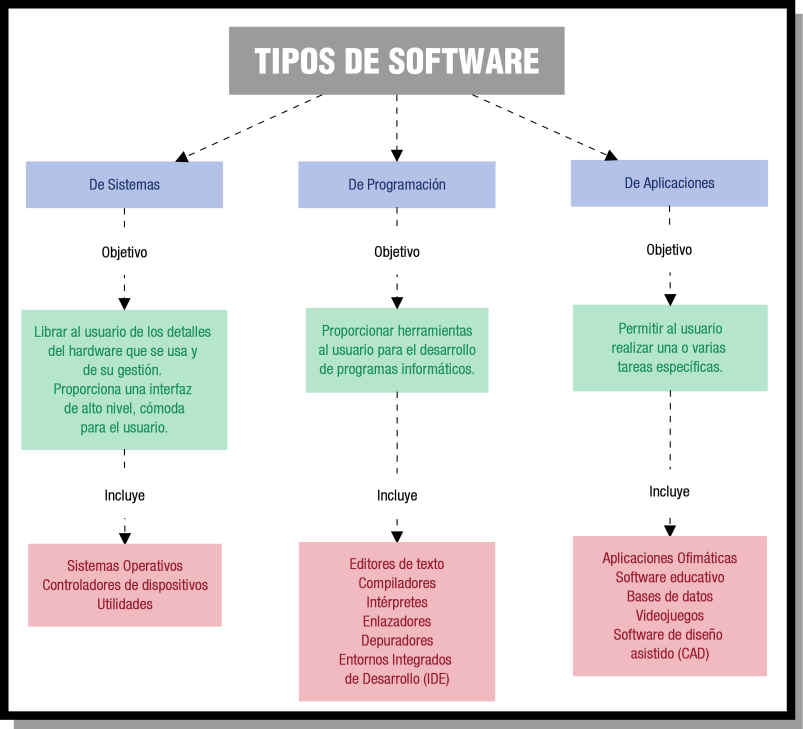 TIPOS DE SOFTWARE
De Sistemas
Objetivo
Librar al usuario de los detalles
del hardware que se usa y
de su gestión.
Proporciona una interfaz
de alto nivel, cómoda
para el usuario.
Incluye
Sistemas Operativos
Controladores de dispositivos
Utilidades
De Programación
Objetivo
Proporcionar herramientas
al usuario para el desarrollo
de programas informáticos.
Incluye
Editores de texto
Compiladores
Intérpretes
Enlazadores
Depuradores
Entornos Integrados
de Desarrollo (IDE)
De Aplicaciones
Objetivo
Permitir al usuario
realizar una o varias
tareas específicas.
Incluye
Aplicaciones Ofimáticas
Software educativo
Bases de datos
Videojuegos
Software de diseño
asistido (CAD)